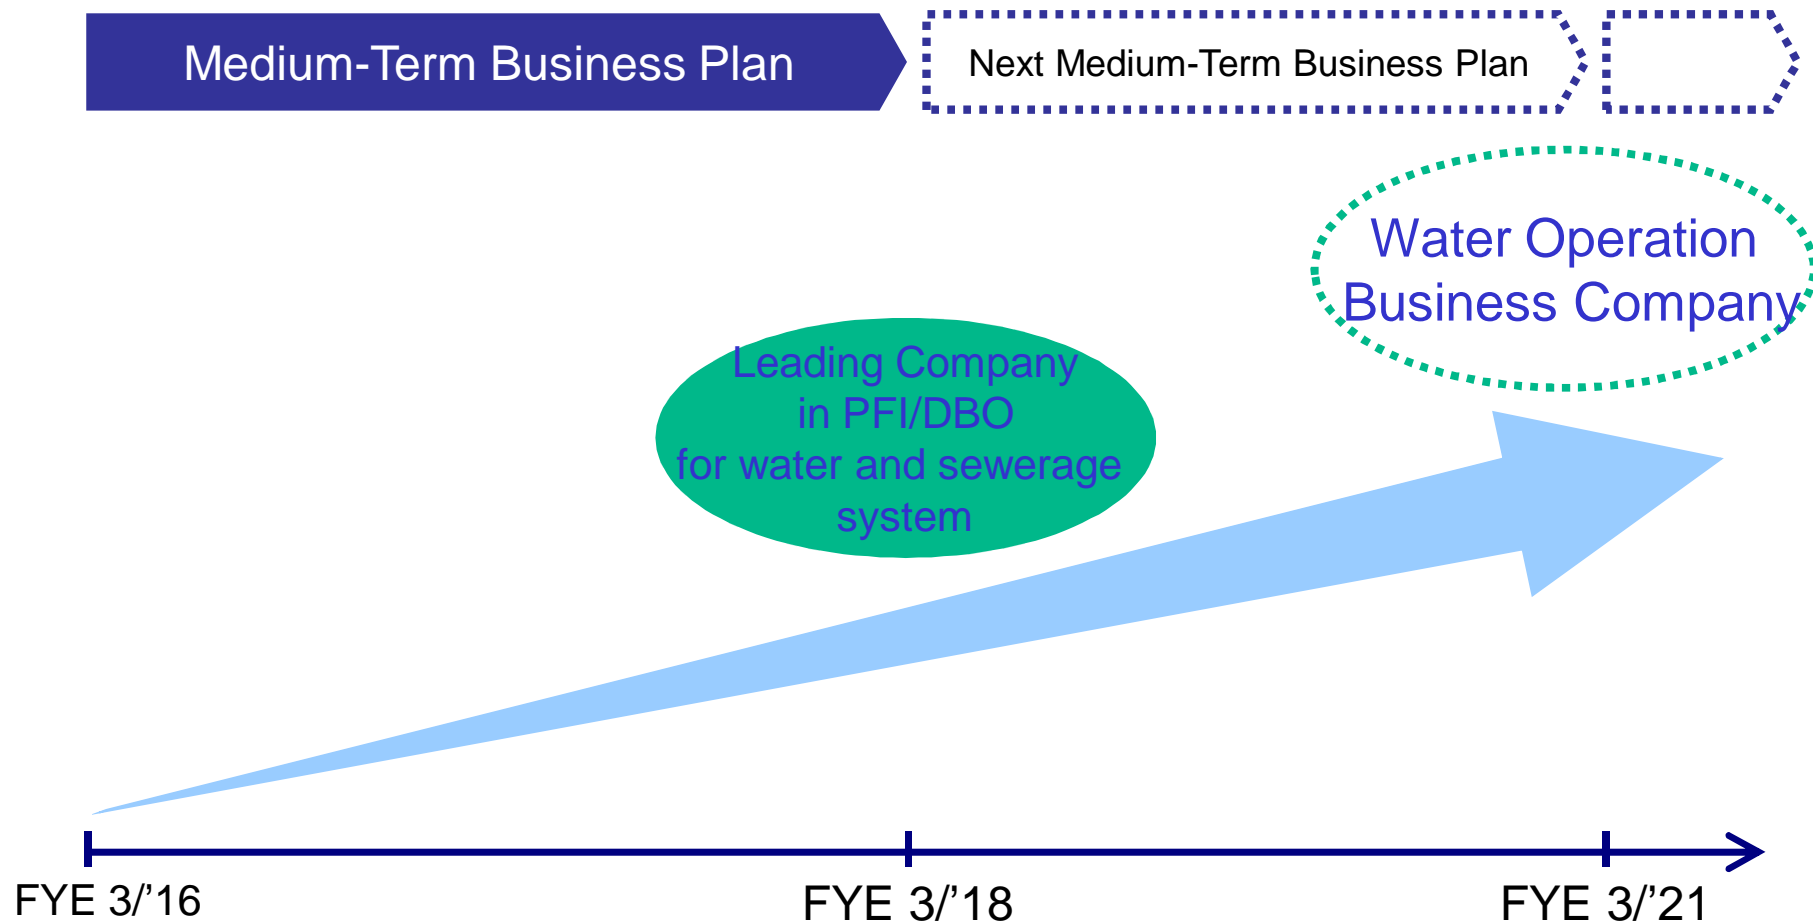 Medium-Term Business Plan
Next Medium-Term Business Plan
Water Operation
Business Company
Leading Company
in PFI/DBO
for water and sewerage
system
FYE 3/'16
FYE 3/'18
FYE 3/'21